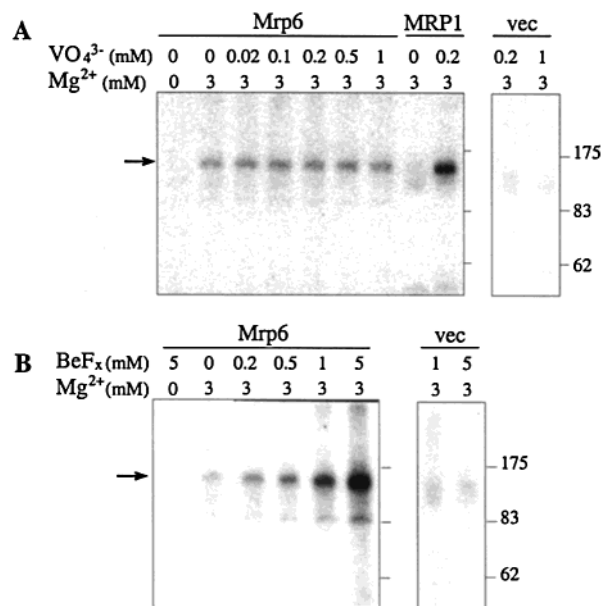 A Mrp6 MRP1 vec
VO₄³⁻ (mM) 0 0 0.02 0.1 0.2 0.5 1 0 0.2 0.2 1
Mg²⁺ (mM) 0 3 3 3 3 3 3 3 3 3 3
175
83
62
Mrp6 vec
B BeFₓ (mM) 5 0 0.2 0.5 1 5 1 5
Mg²⁺ (mM) 0 3 3 3 3 3 3 3
175
83
62